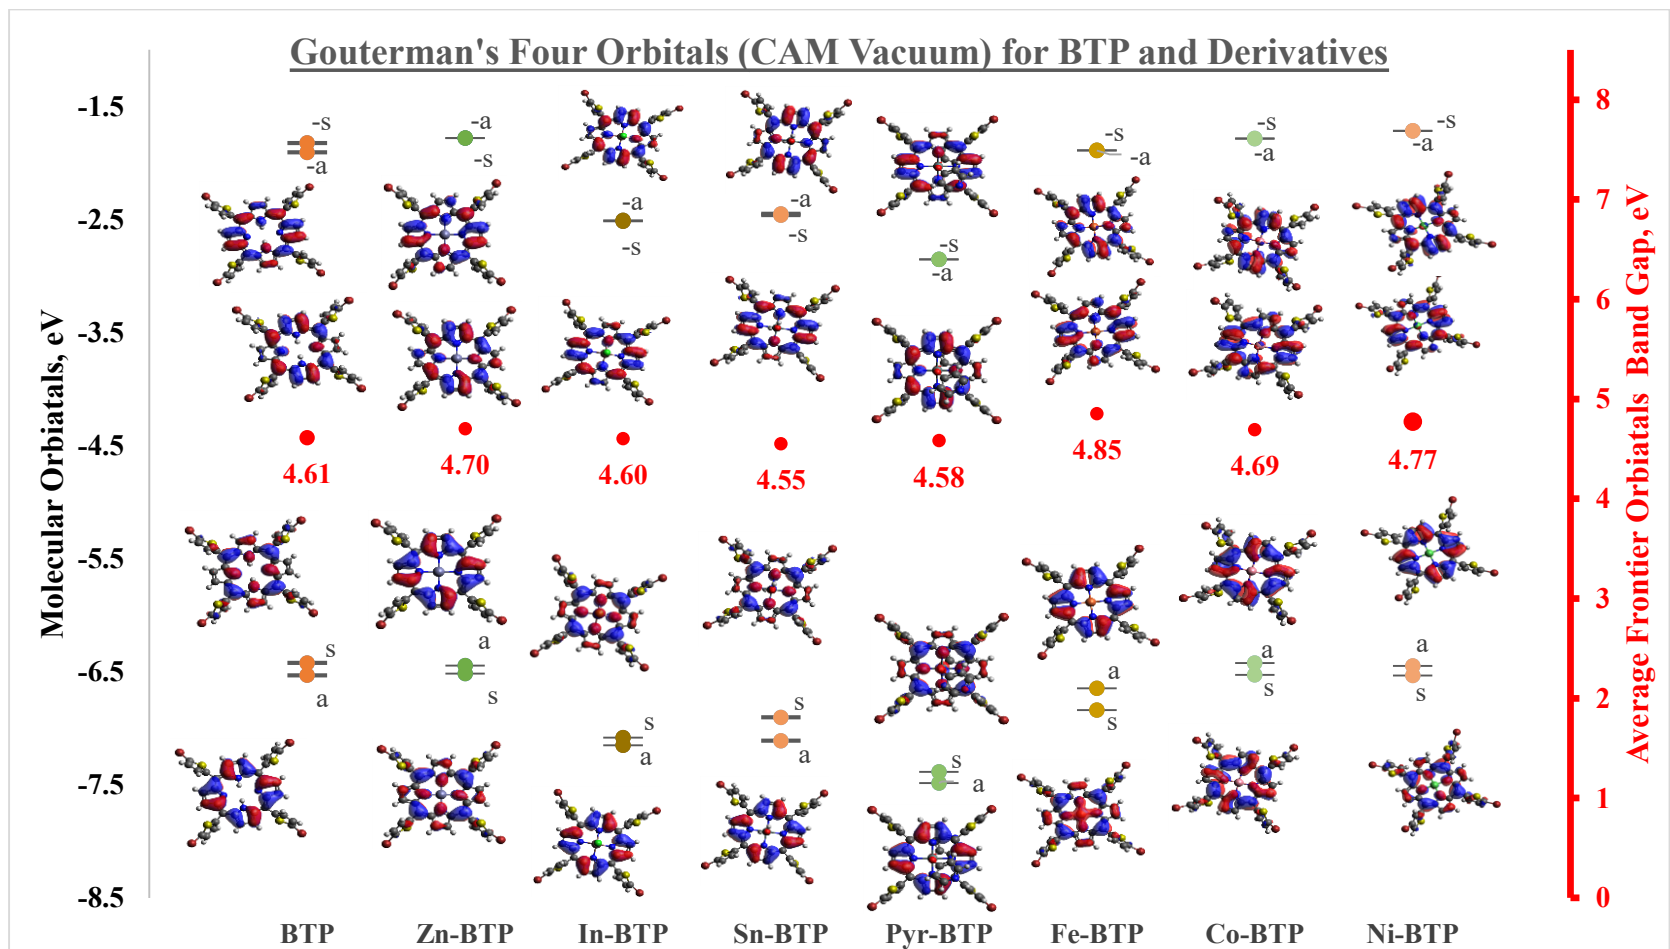 Gouterman's Four Orbitals (CAM Vacuum) for BTP and Derivatives
Molecular Orbiatals, eV
-1.5
-2.5
-3.5
-4.5
-5.5
-6.5
-7.5
-8.5
Average Frontier Orbiatals Band Gap, eV
8
7
6
5
4
3
2
1
0
-s
-a
-a
-s
-a
-s
-a
-s
-s
-a
-s
-a
-s
-a
-s
-a
4.61
4.70
4.60
4.55
4.58
4.85
4.69
4.77
s
a
a
s
s
a
s
a
s
a
a
s
a
s
a
s
BTP
Zn-BTP
In-BTP
Sn-BTP
Pyr-BTP
Fe-BTP
Co-BTP
Ni-BTP